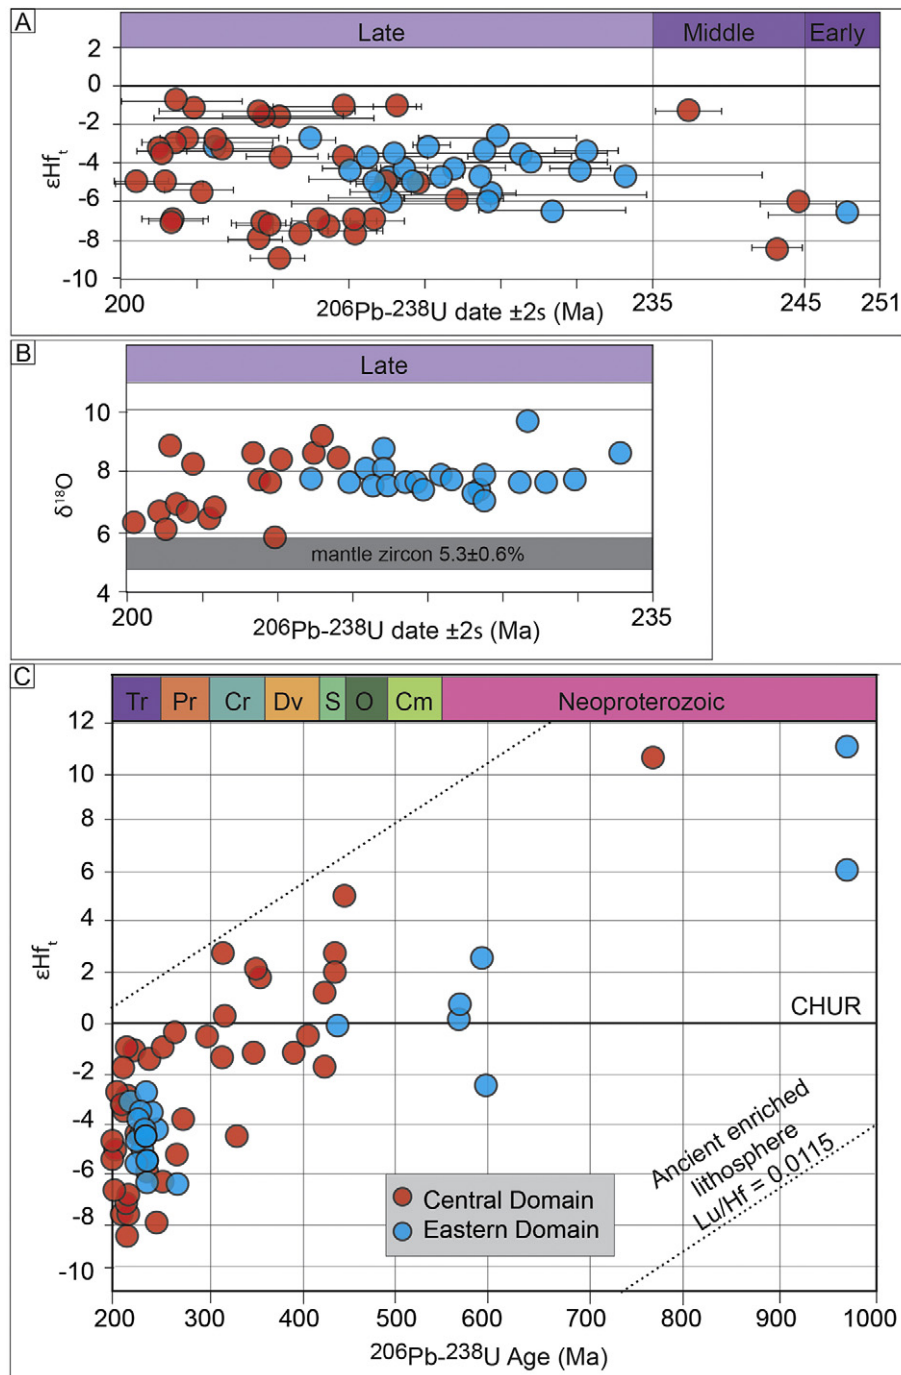 A
Late Middle Early
2
0
-2
-4
-6
-8
-10
εHft
200 235 245 251
206Pb-238U date ±2s (Ma)
B
Late
10
8
6
4
δ18O
mantle zircon 5.3±0.6%
200 235
206Pb-238U date ±2s (Ma)
C
Tr Pr Cr Dv S O Cm Neoproterozoic
12
10
8
6
4
2
0
-2
-4
-6
-8
-10
εHft
CHUR
Ancient enriched
lithosphere
Lu/Hf = 0.0115
Central Domain
Eastern Domain
200 300 400 500 600 700 800 900 1000
206Pb-238U Age (Ma)